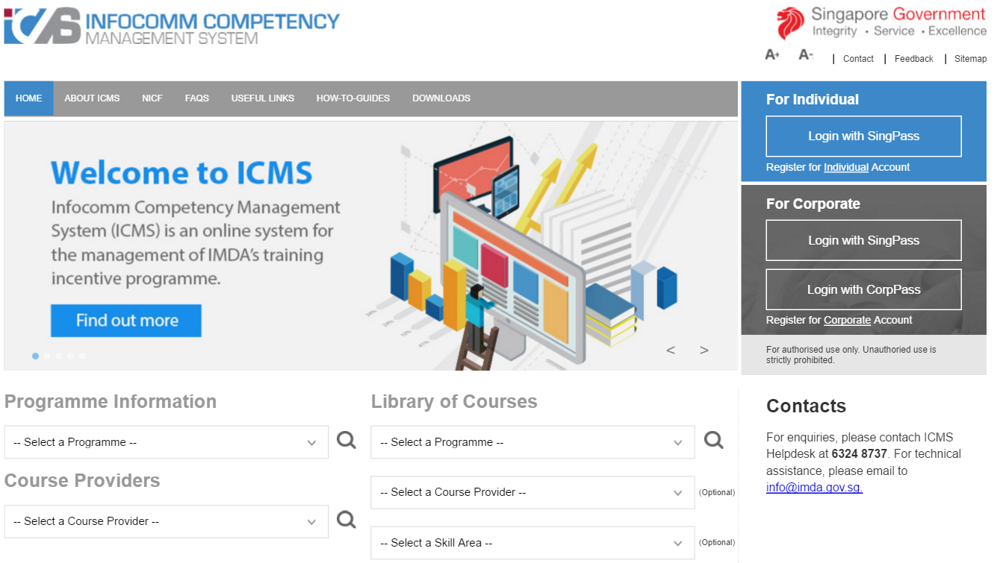 iCMS INFOCOMM COMPETENCY
MANAGEMENT SYSTEM
Singapore Government
Integrity · Service · Excellence
A+ A- | Contact | Feedback | Sitemap
HOME ABOUT ICMS NICF FAQS USEFUL LINKS HOW-TO-GUIDES DOWNLOADS
Welcome to ICMS
Infocomm Competency Management
System (ICMS) is an online system for
the management of IMDA's training
incentive programme.
Find out more
< >
For Individual
Login with SingPass
Register for Individual Account
For Corporate
Login with SingPass
Login with CorpPass
Register for Corporate Account
For authorised use only. Unauthoried use is
strictly prohibited.
Programme Information
-- Select a Programme --
Course Providers
-- Select a Course Provider --
Library of Courses
-- Select a Programme --
-- Select a Course Provider -- (Optional)
-- Select a Skill Area -- (Optional)
Contacts
For enquiries, please contach ICMS
Helpdesk at 6324 8737. For technical
assistance, please email to
info@imda.gov.sg.